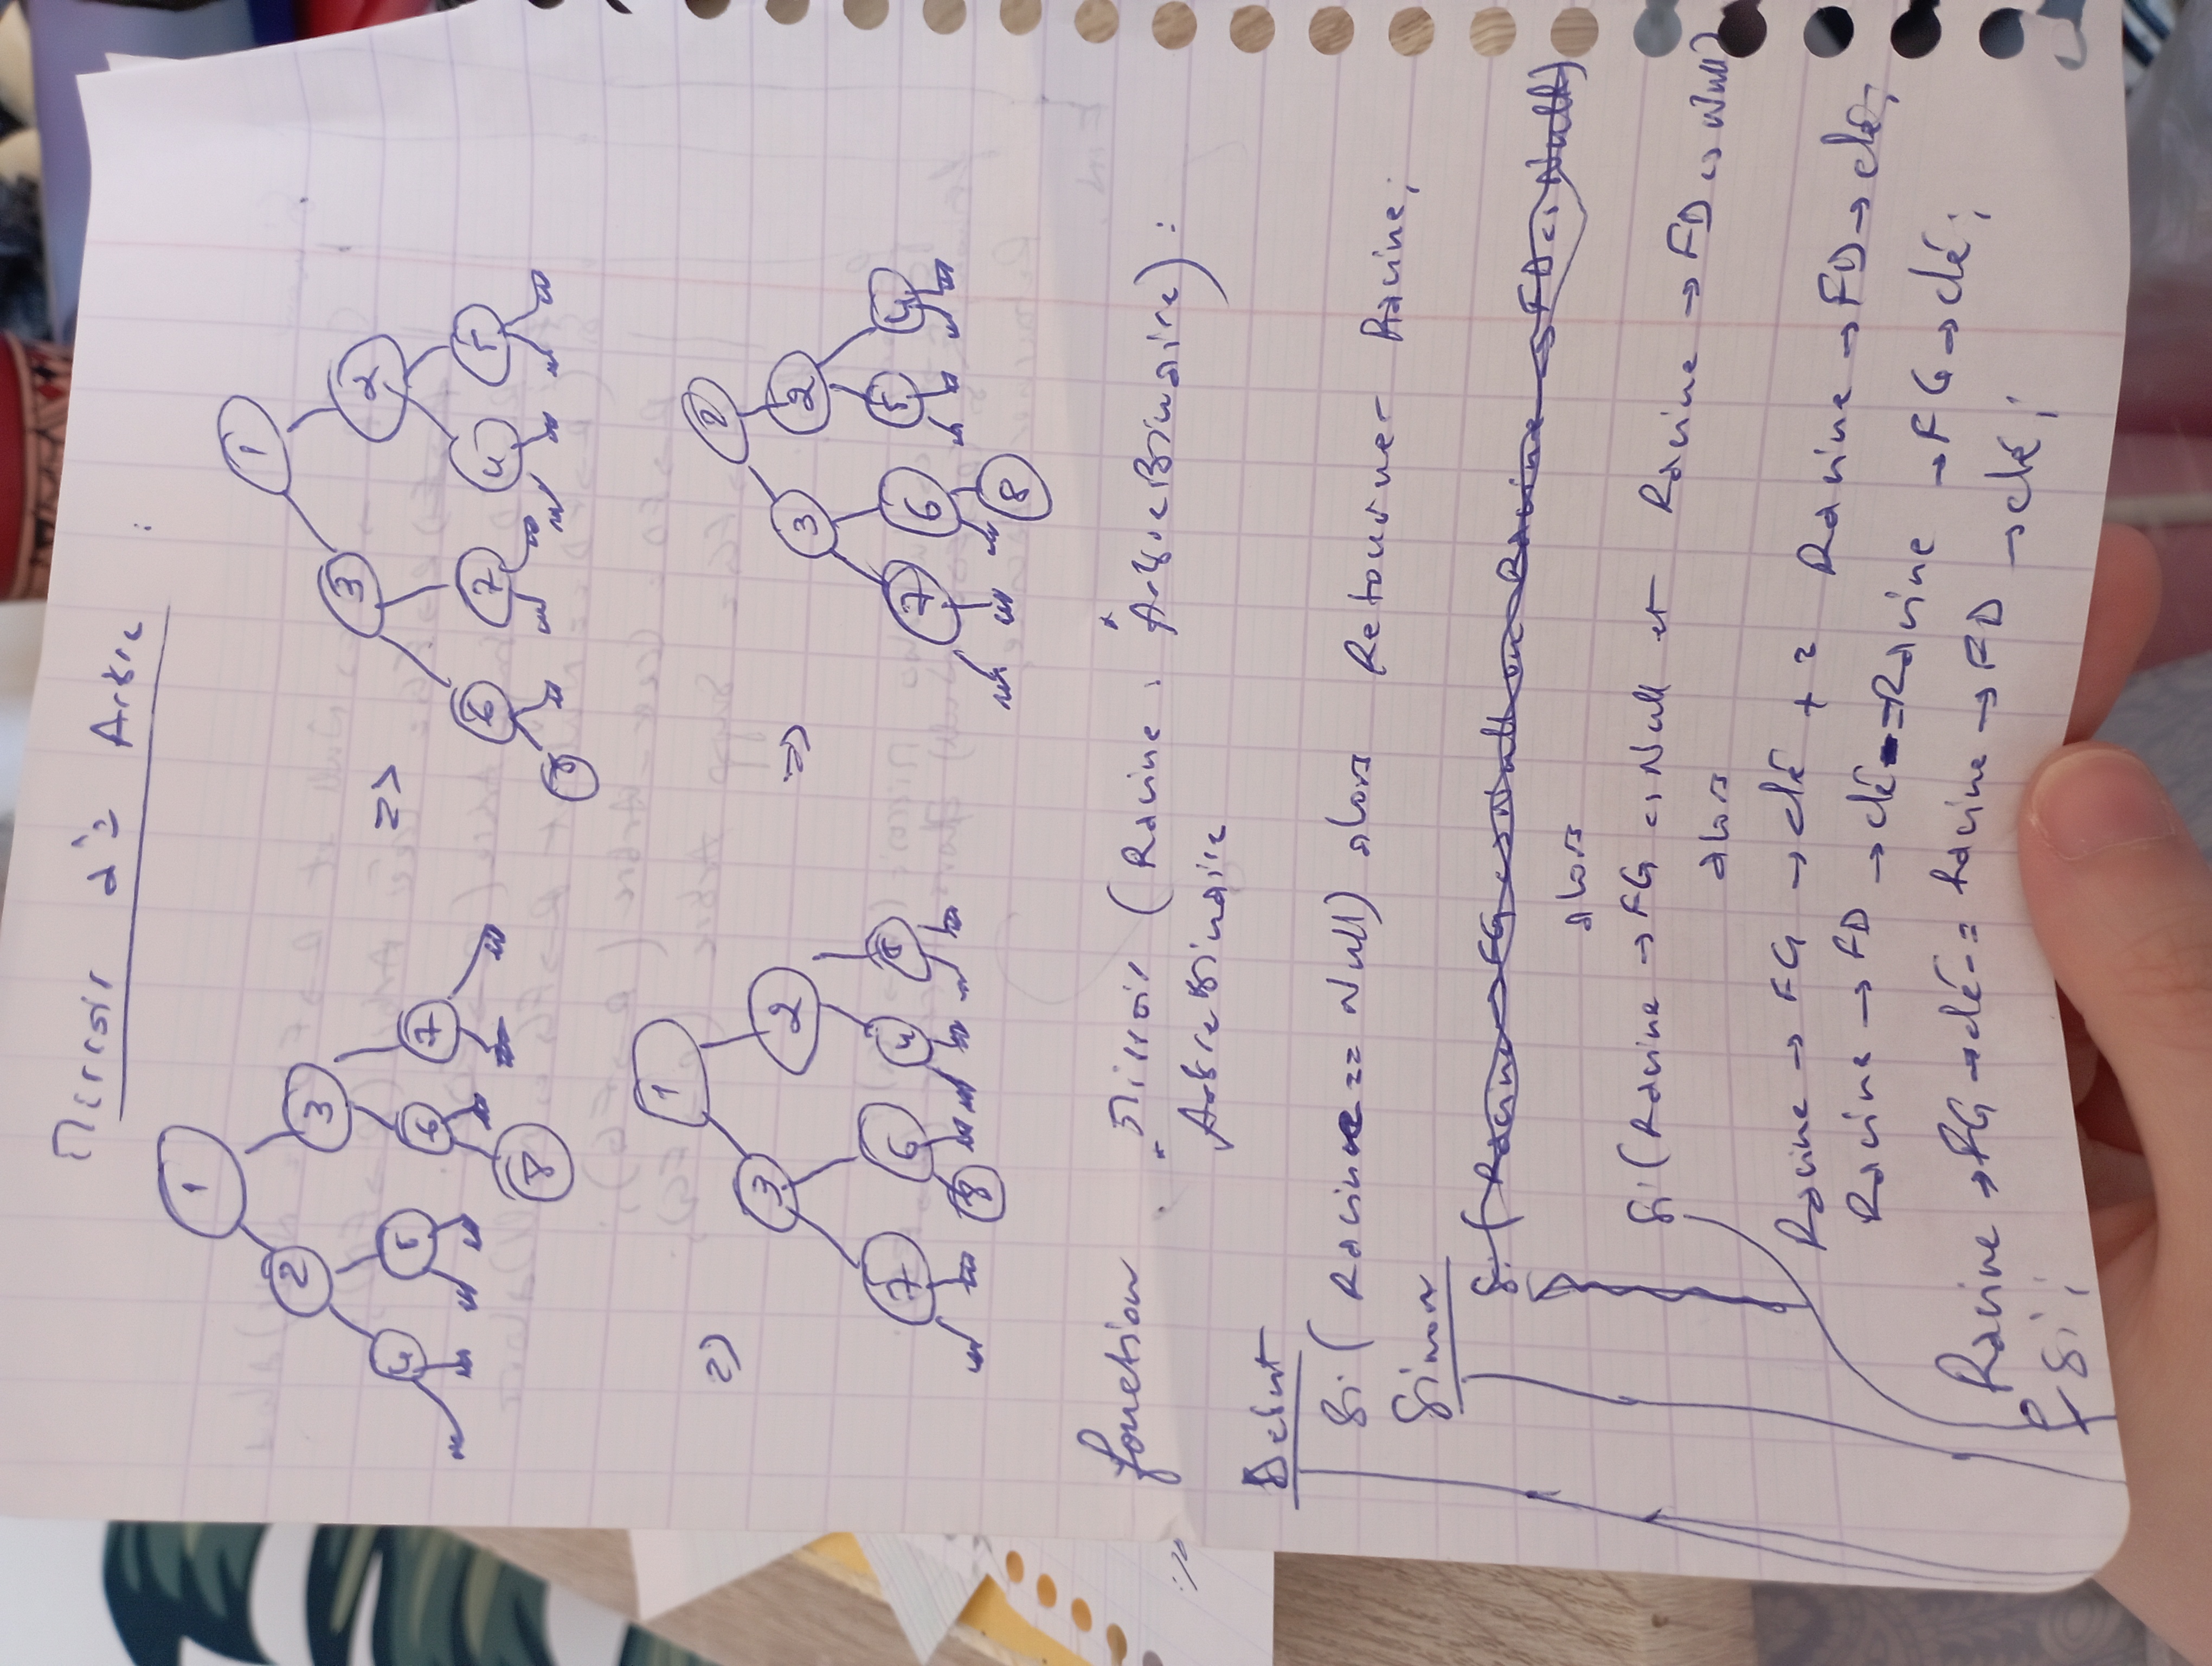 Mirroir d'1 Arbre :
1
1
2
3
=>
3
2
4
5
6
7
6
7
4
5
8
8
1
2
=>
3
2
=>
3
2
7
6
4
5
7
6
5
4
8
8
fonction Mirroir (Racine : ArbreBinaire) :
ArbreBinaire
Debut
Si ( Racine == Null) alors Retourner Racine;
Sinon
Si ( Racine → FG <> Null ou Racine → FD <> Null)
alors
Si (Racine → FG <> Null et Racine → FD <> Null)
alors
Racine → FG → clé += Racine → FD → clé;
Racine → FD → clé -= Racine → FG → clé;
Racine → FG → clé -= Racine → FD → clé;
F Si;